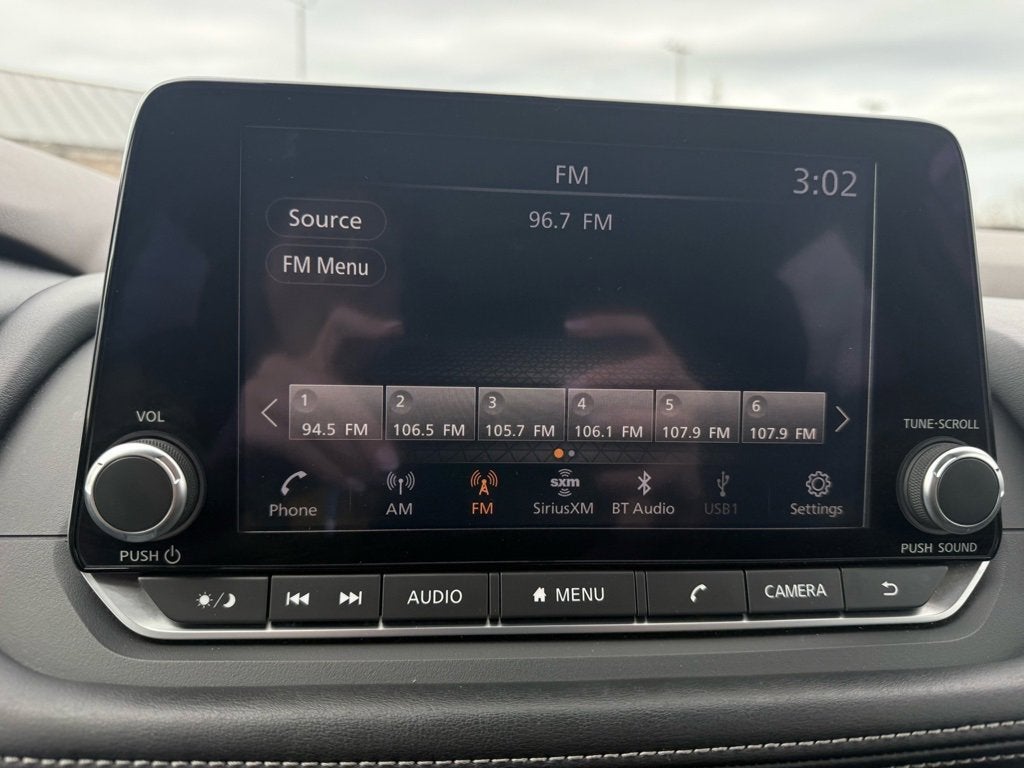 FM
3:02
Source
96.7 FM
FM Menu
1
2
3
4
5
6
94.5 FM
106.5 FM
105.7 FM
106.1 FM
107.9 FM
107.9 FM
VOL
TUNE·SCROLL
sxm
Phone
AM
FM
SiriusXM
BT Audio
USB1
Settings
PUSH
PUSH SOUND
AUDIO
MENU
CAMERA